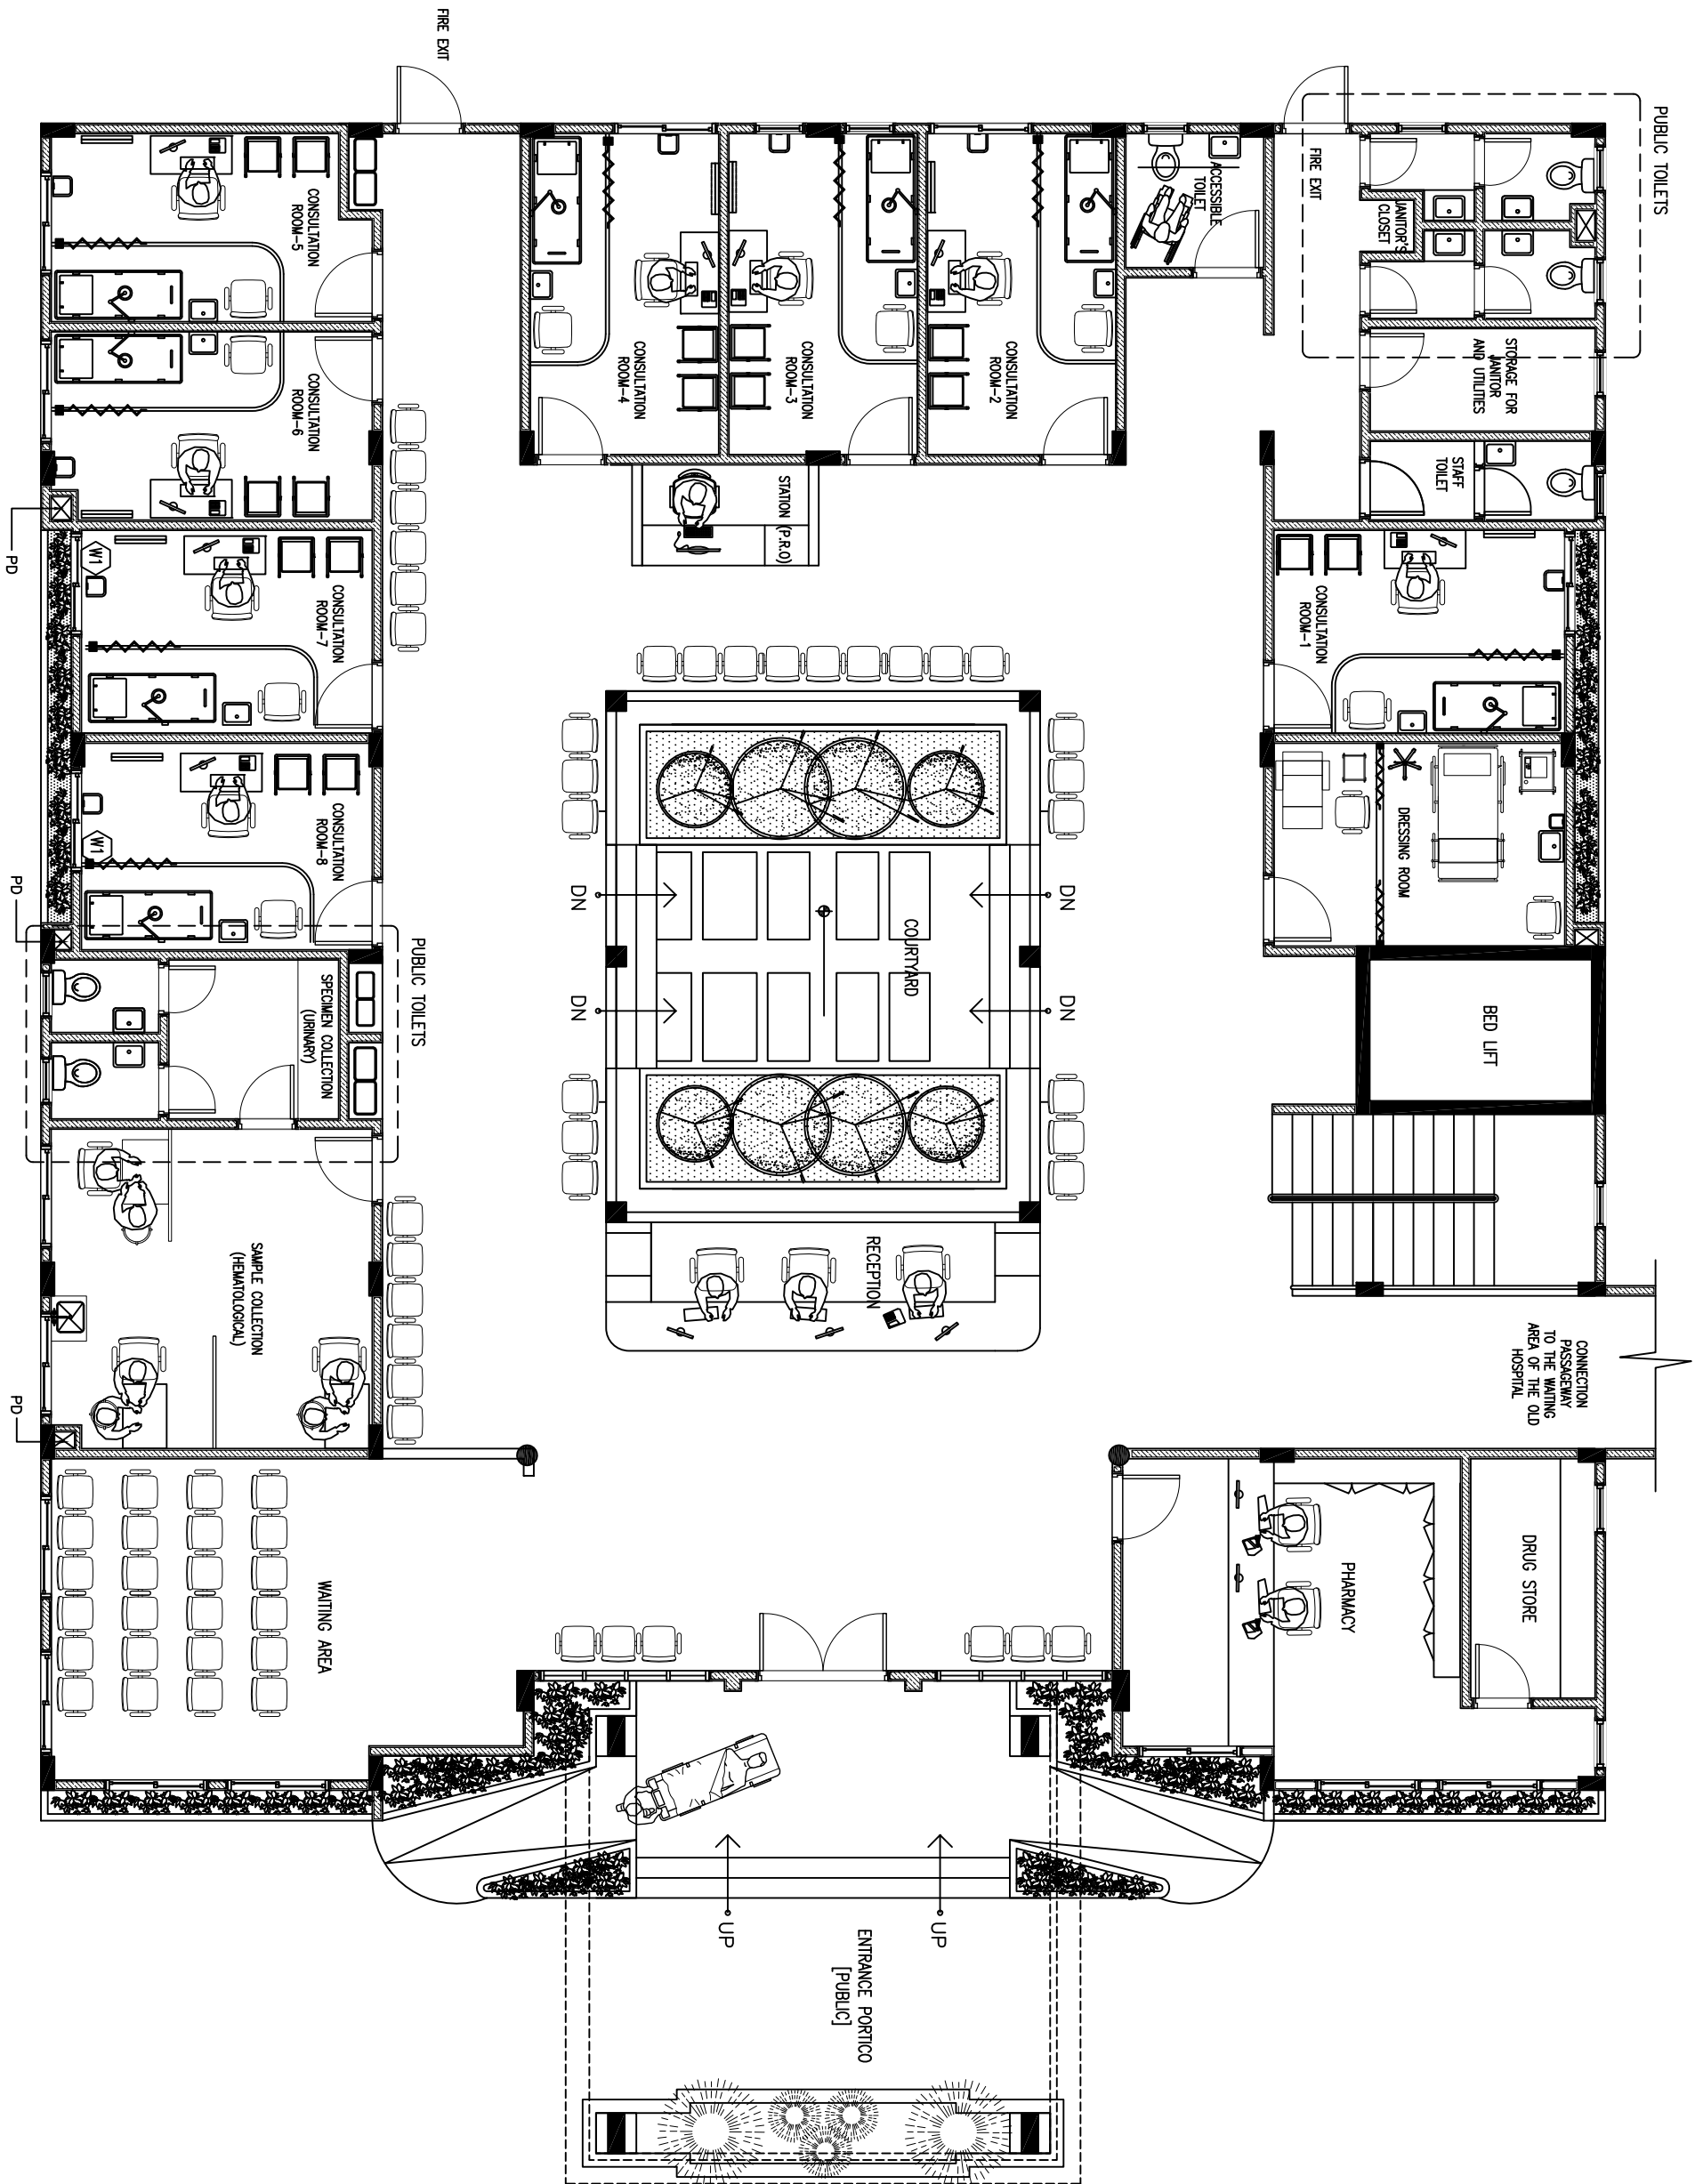 PUBLIC TOILETS
FIRE EXIT
JANITOR'S
CLOSET
STORAGE FOR
JANITOR
AND UTILITIES
STAFF
TOILET
CONSULTATION
ROOM-1
DRESSING ROOM
BED LIFT
CONNECTION
PASSAGEWAY
TO THE WAITING
AREA OF THE OLD
HOSPITAL
DRUG STORE
PHARMACY
ACCESSIBLE
TOILET
CONSULTATION
ROOM-2
CONSULTATION
ROOM-3
CONSULTATION
ROOM-4
STATION (P.R.O)
DN
DN
COURTYARD
DN
DN
RECEPTION
UP
UP
ENTRANCE PORTICO
[PUBLIC]
FIRE EXIT
PUBLIC TOILETS
CONSULTATION
ROOM-5
CONSULTATION
ROOM-6
CONSULTATION
ROOM-7
W1
CONSULTATION
ROOM-8
W1
SPECIMEN COLLECTION
(URINARY)
SAMPLE COLLECTION
(HEMATOLOGICAL)
WAITING AREA
PD
PD
PD